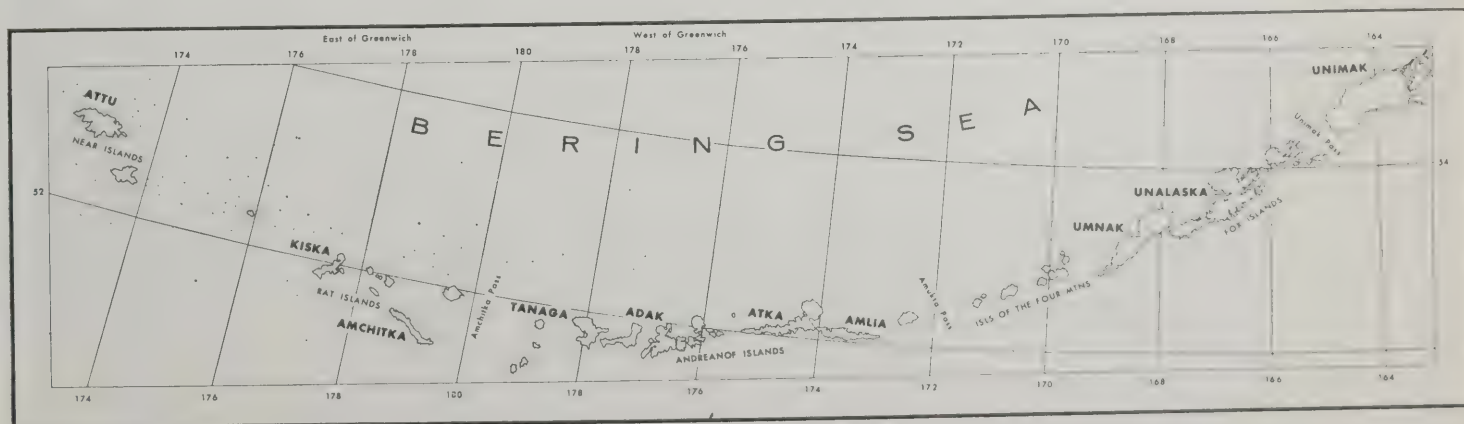 East of Greenwich West of Greenwich
174 176 178 180 178 176 174 172 170 168 166 164
UNIMAK
ATTU
BERING SEA
Unimak Pass
NEAR ISLANDS
54
52
UNALASKA
FOX ISLANDS
UMNAK
KISKA
RAT ISLANDS
AMCHITKA
Amchitka Pass
TANAGA
ADAK
ATKA
AMLIA
Amukta Pass
ISLS OF THE FOUR MTNS
ANDREANOF ISLANDS
174 176 178 180 178 176 174 172 170 168 166 164